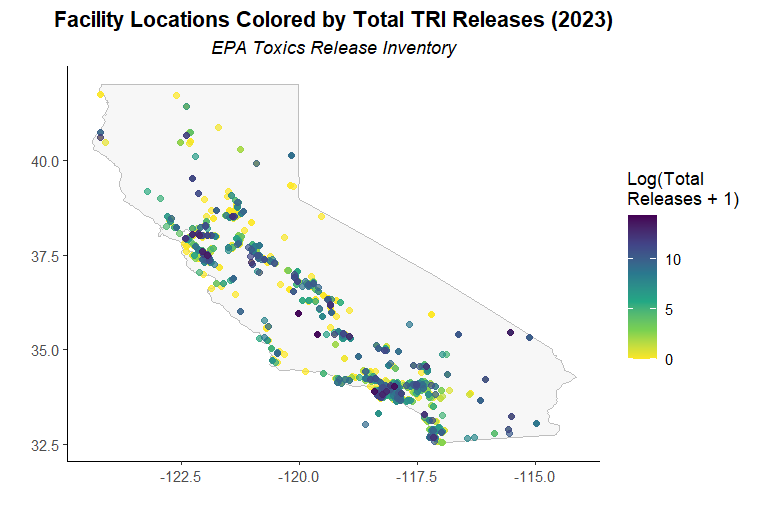 Facility Locations Colored by Total TRI Releases (2023)
EPA Toxics Release Inventory
40.0
37.5
35.0
32.5
-122.5
-120.0
-117.5
-115.0
Log(Total
Releases + 1)
10
5
0